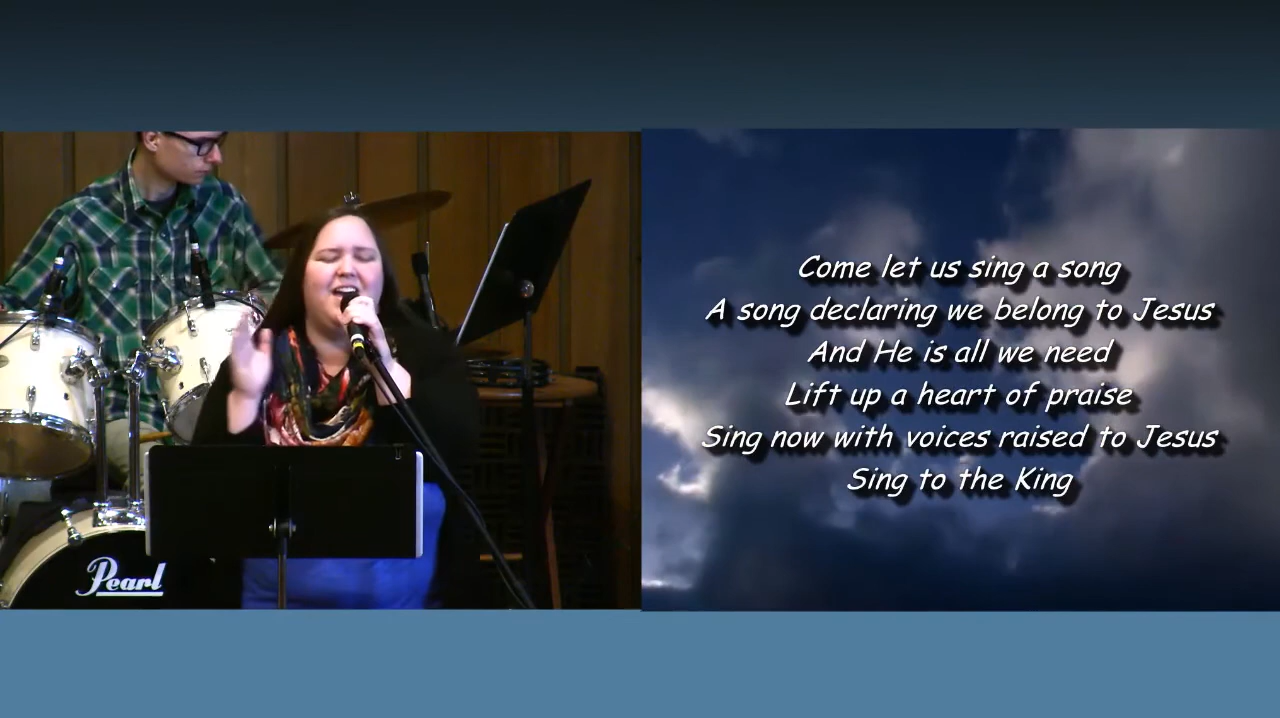 Come let us sing a song
A song declaring we belong to Jesus
And He is all we need
Lift up a heart of praise
Sing now with voices raised to Jesus
Sing to the King
Pearl